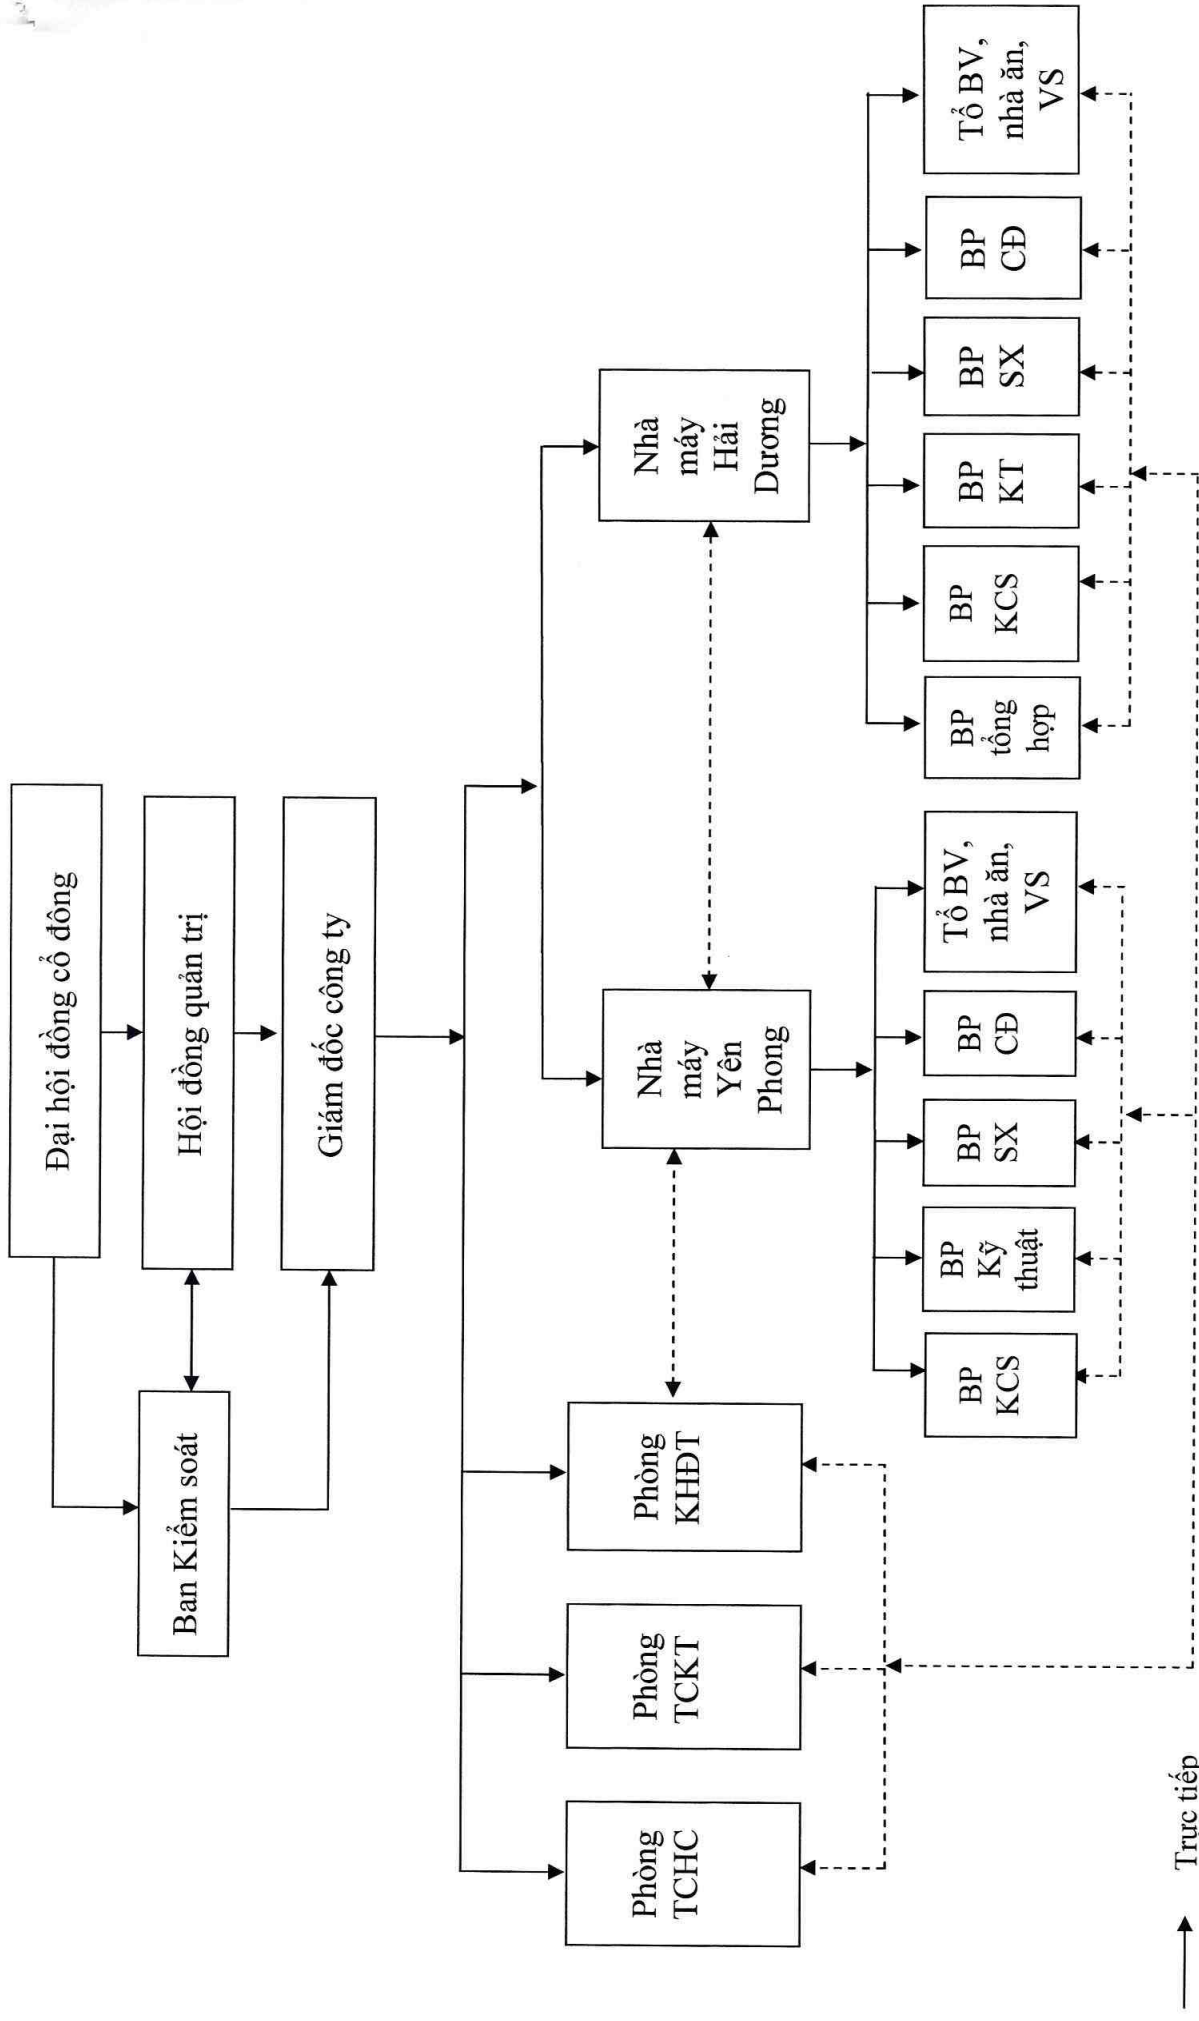 Đại hội đồng cổ đông
Ban Kiểm soát
Hội đồng quản trị
Giám đốc công ty
Phòng
TCHC
Phòng
TCKT
Phòng
KHĐT
Nhà
máy
Yên
Phong
Nhà
máy
Hải
Dương
BP
KCS
BP
Kỹ
thuật
BP
SX
BP
CĐ
Tổ BV,
nhà ăn,
VS
BP
tổng
hợp
BP
KCS
BP
KT
BP
SX
BP
CĐ
Tổ BV,
nhà ăn,
VS
Trực tiếp